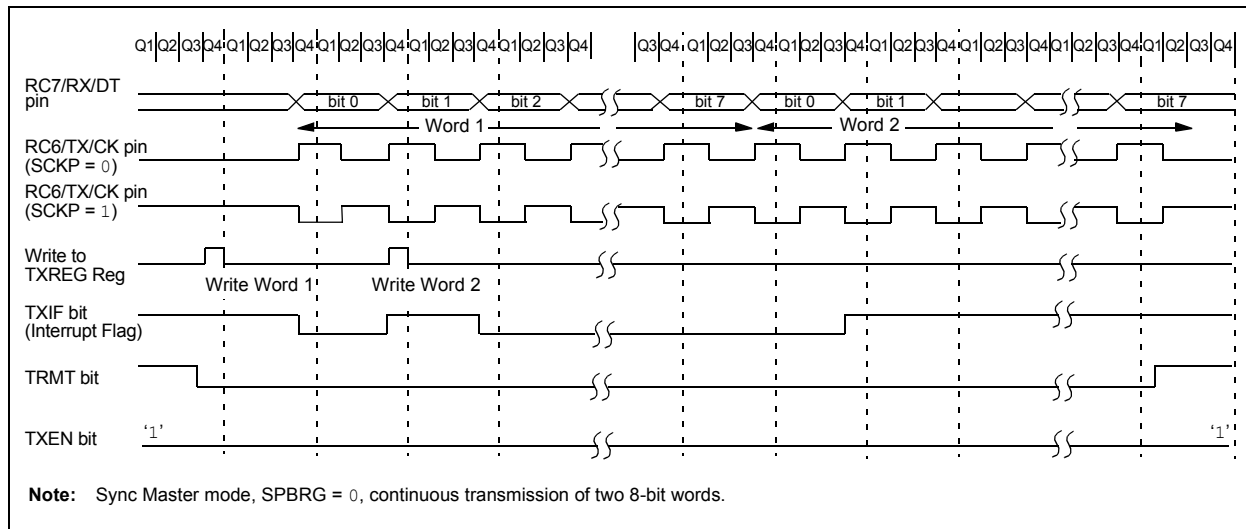 Q1 Q2 Q3 Q4 Q1 Q2 Q3 Q4 Q1 Q2 Q3 Q4 Q1 Q2 Q3 Q4 Q1 Q2 Q3 Q4 Q3 Q4 Q1 Q2 Q3 Q4 Q1 Q2 Q3 Q4 Q1 Q2 Q3 Q4 Q1 Q2 Q3 Q4 Q1 Q2 Q3 Q4 Q1 Q2 Q3 Q4
RC7/RX/DT
pin
bit 0 bit 1 bit 2 bit 7 bit 0 bit 1 bit 7
Word 1 Word 2
RC6/TX/CK pin
(SCKP = 0)
RC6/TX/CK pin
(SCKP = 1)
Write to
TXREG Reg
Write Word 1 Write Word 2
TXIF bit
(Interrupt Flag)
TRMT bit
TXEN bit
'1' '1'
Note: Sync Master mode, SPBRG = 0, continuous transmission of two 8-bit words.